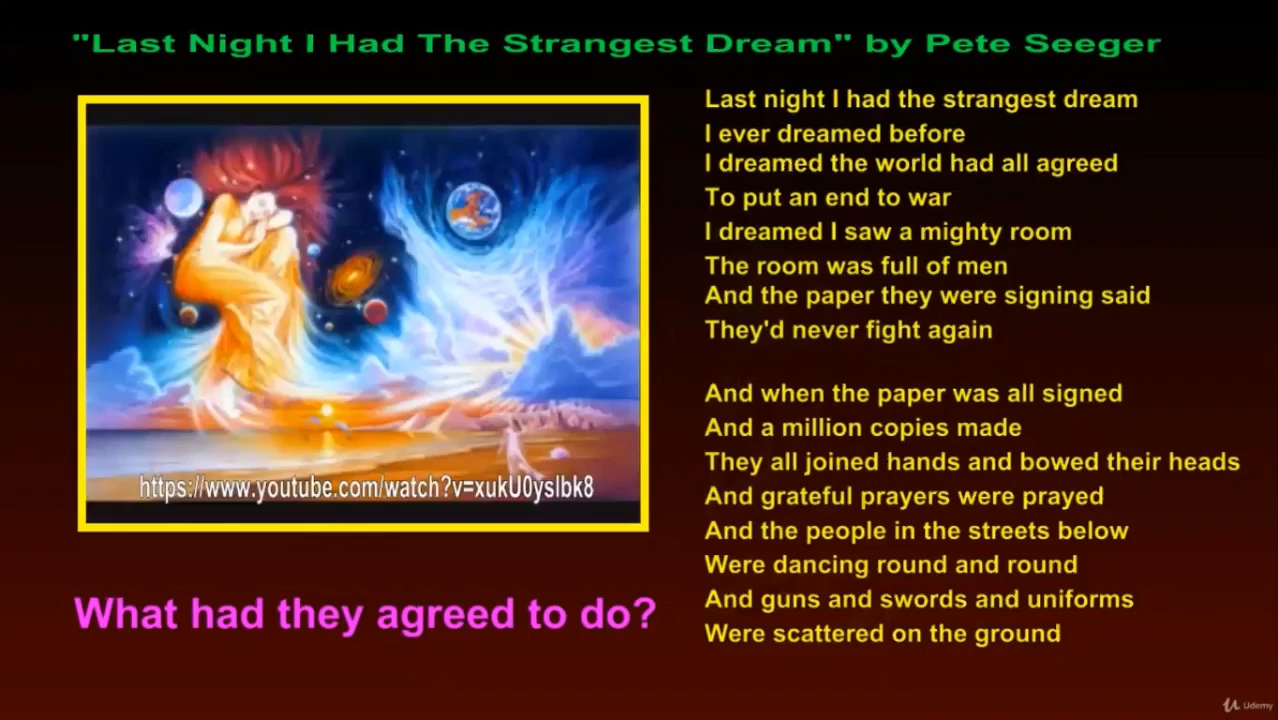 "Last Night I Had The Strangest Dream" by Pete Seeger
Last night I had the strangest dream
I ever dreamed before
I dreamed the world had all agreed
To put an end to war
I dreamed I saw a mighty room
The room was full of men
And the paper they were signing said
They'd never fight again
And when the paper was all signed
And a million copies made
They all joined hands and bowed their heads
And grateful prayers were prayed
And the people in the streets below
Were dancing round and round
And guns and swords and uniforms
Were scattered on the ground
https://www.youtube.com/watch?v=xukU0yslbk8
What had they agreed to do?
Udemy